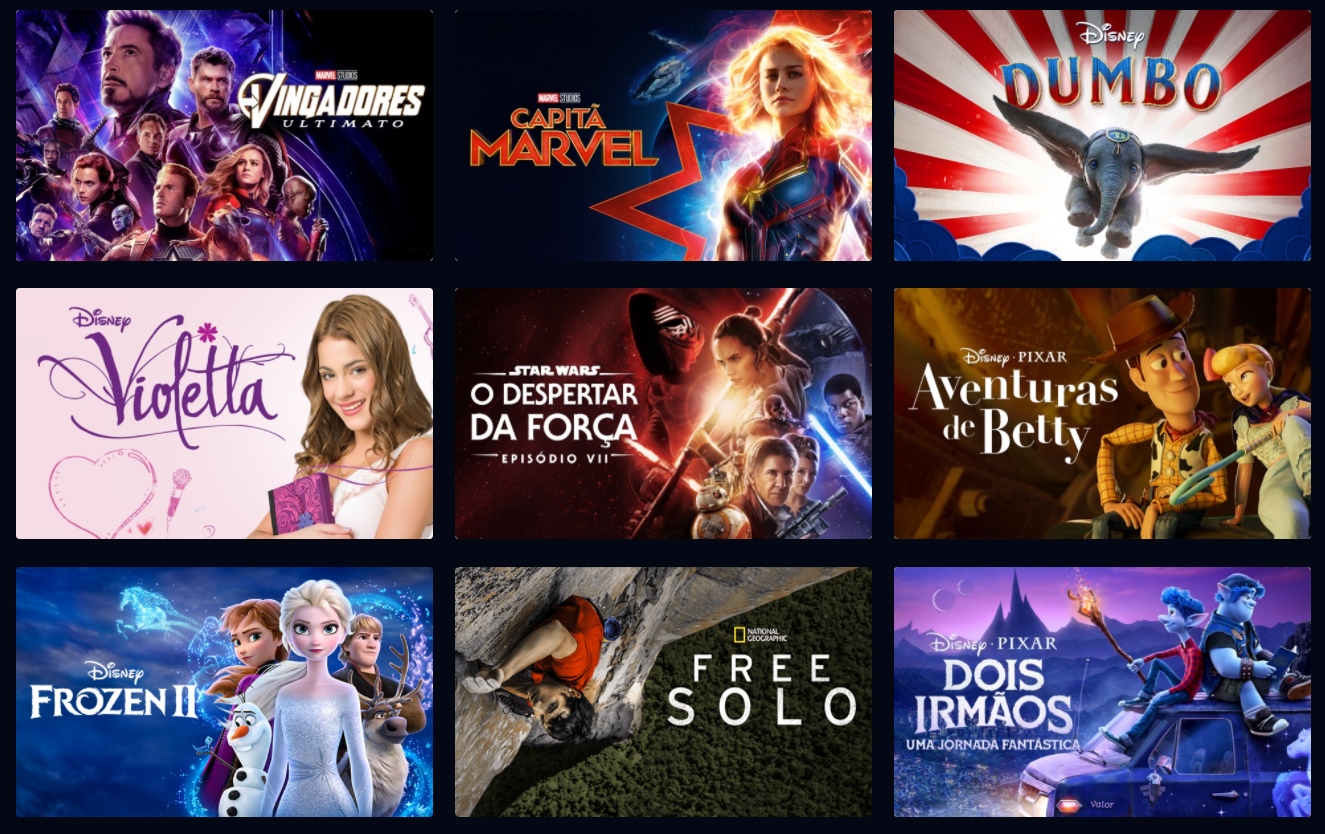 MARVEL STUDIOS
VINGADORES
ULTIMATO
MARVEL STUDIOS
CAPITÃ
MARVEL
Disney
DUMBO
Disney
Violetta
STAR WARS
O DESPERTAR
DA FORÇA
EPISÓDIO VII
Disney · PIXAR
Aventuras
de Betty
Disney
FROZEN II
NATIONAL
GEOGRAPHIC
FREE
SOLO
Disney · PIXAR
DOIS
IRMÃOS
UMA JORNADA FANTÁSTICA
Valor